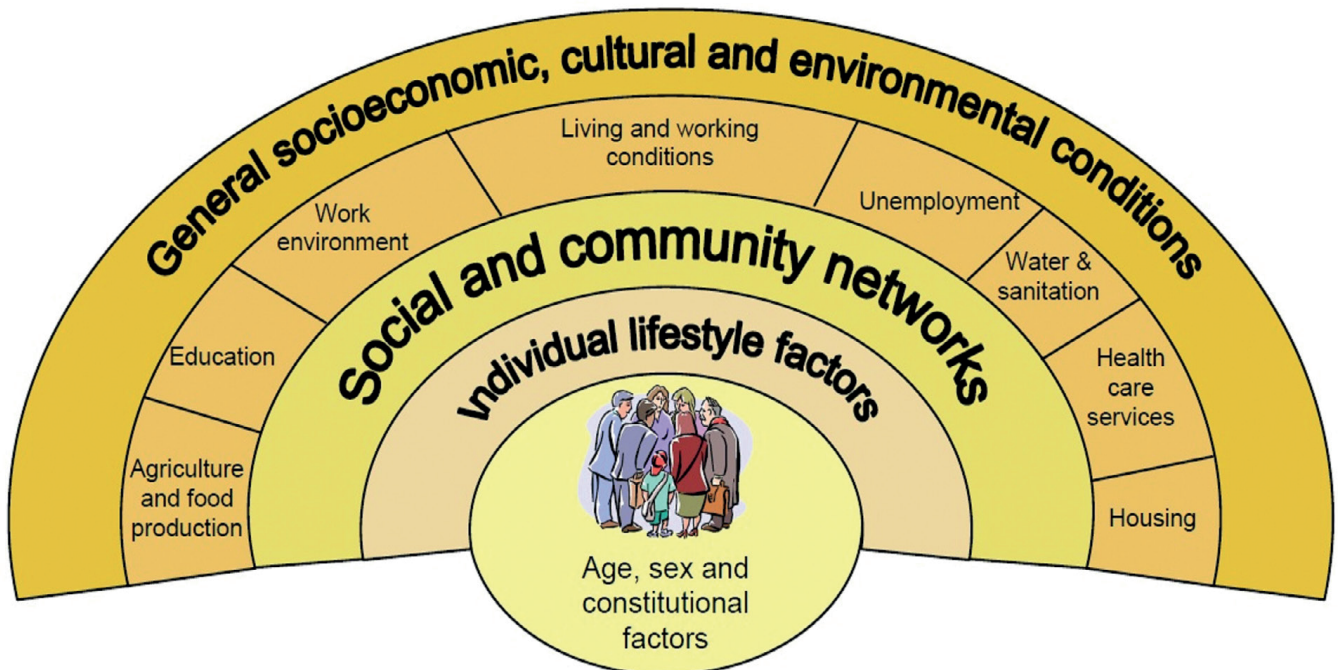 General socioeconomic, cultural and environmental conditions
Living and working
conditions
Work
environment
Unemployment
Education
Water &
sanitation
Agriculture
and food
production
Health
care
services
Housing
Social and community networks
Individual lifestyle factors
Age, sex and
constitutional
factors